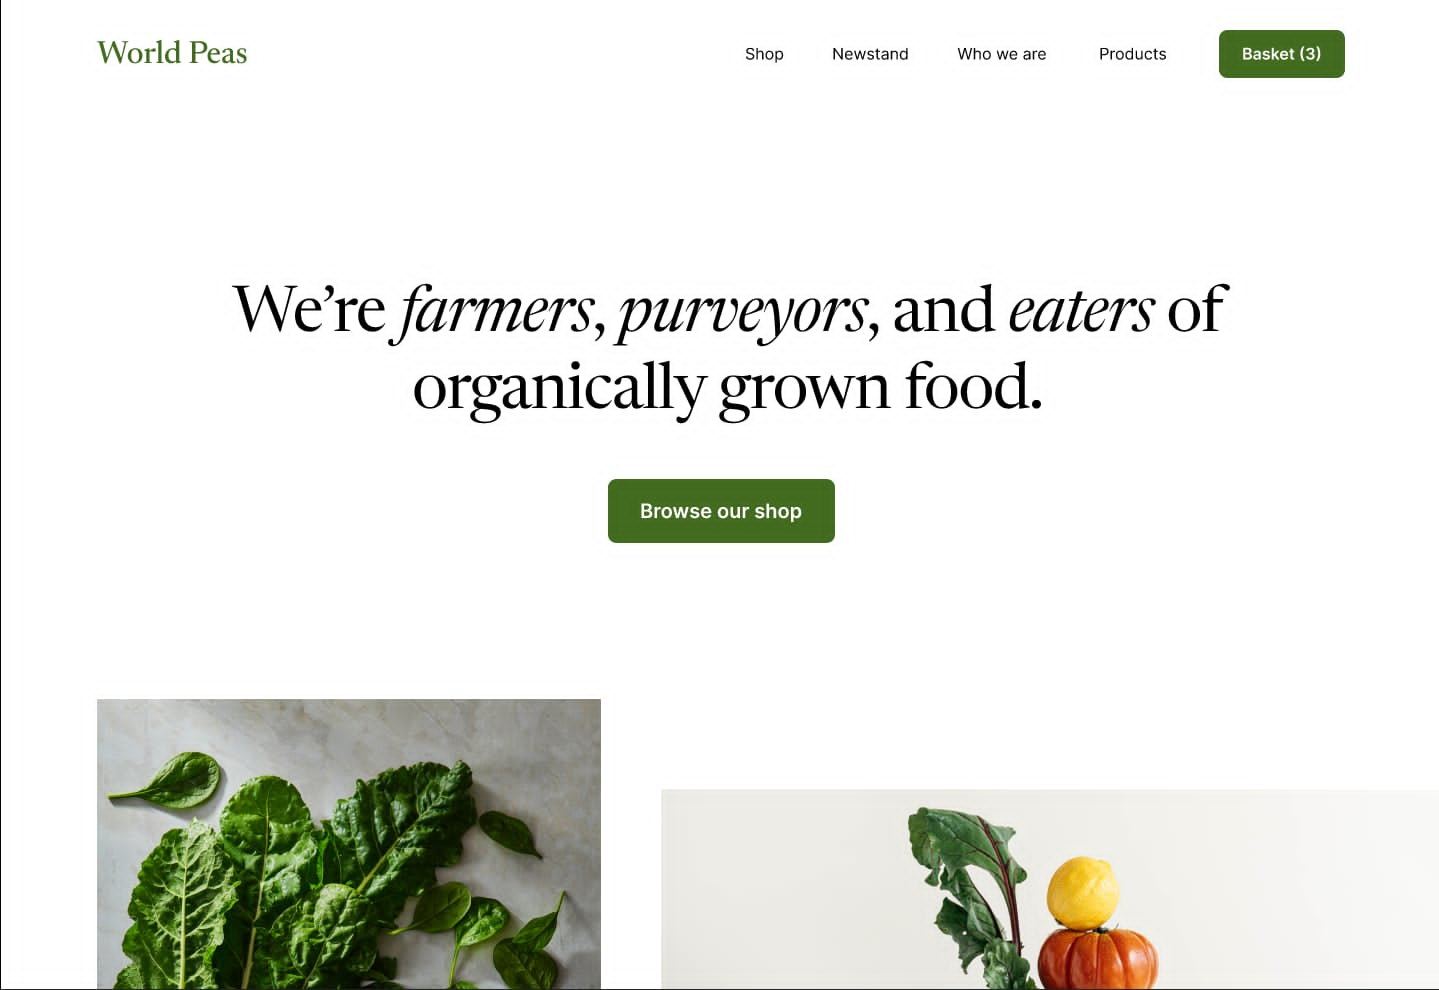 World Peas
Shop Newstand Who we are Products Basket (3)
We’re farmers, purveyors, and eaters of
organically grown food.
Browse our shop